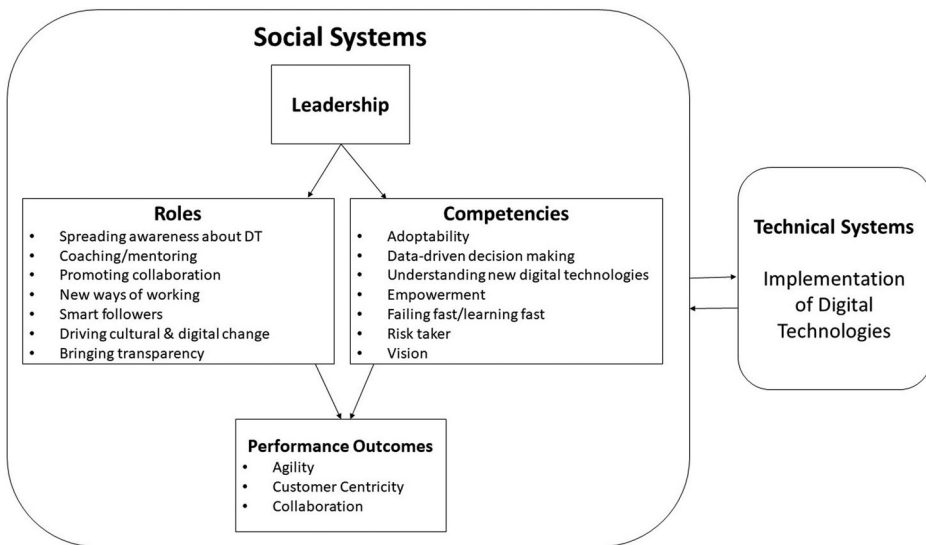 Social Systems
Leadership
Roles
• Spreading awareness about DT
• Coaching/mentoring
• Promoting collaboration
• New ways of working
• Smart followers
• Driving cultural & digital change
• Bringing transparency
Competencies
• Adoptability
• Data-driven decision making
• Understanding new digital technologies
• Empowerment
• Failing fast/learning fast
• Risk taker
• Vision
Performance Outcomes
• Agility
• Customer Centricity
• Collaboration
Technical Systems
Implementation
of Digital
Technologies